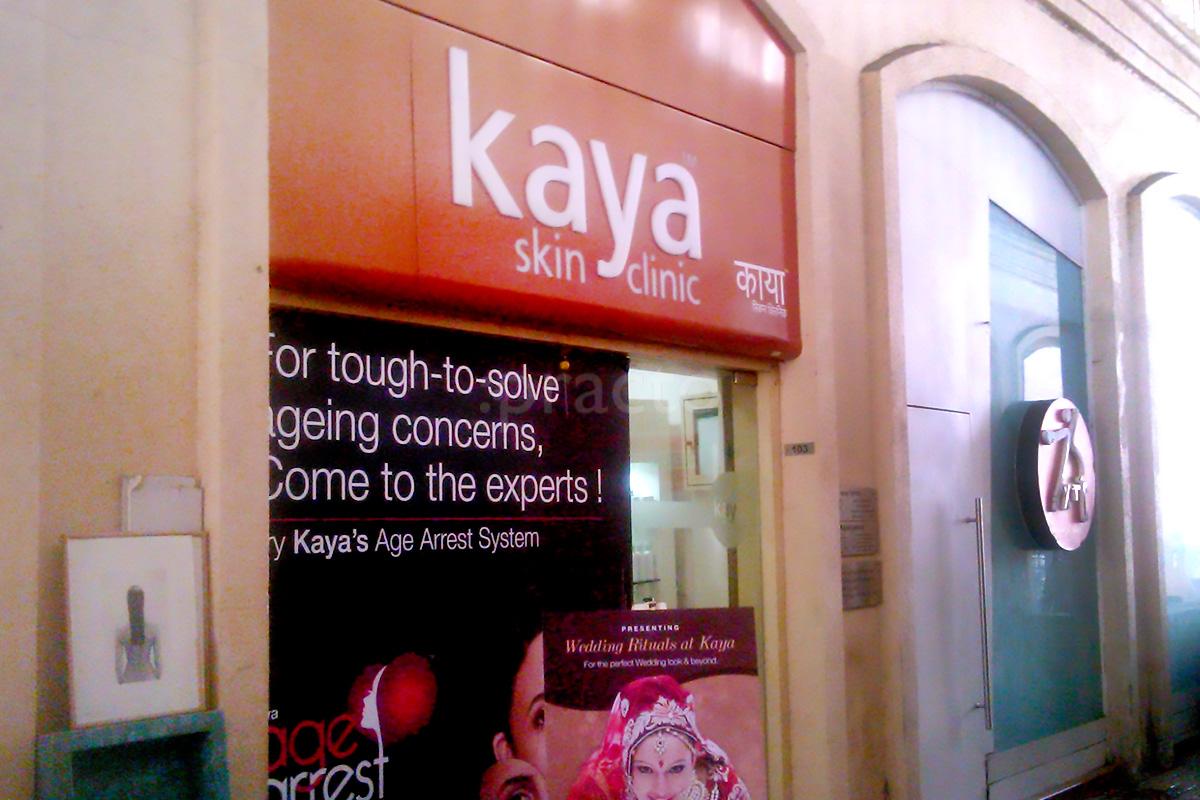 kaya
skin clinic
काया
For tough-to-solve
ageing concerns,
Come to the experts !
ry Kaya's Age Arrest System
PRESENTING
Wedding Rituals at Kaya
For the perfect Wedding look & beyond.
age
arrest
103